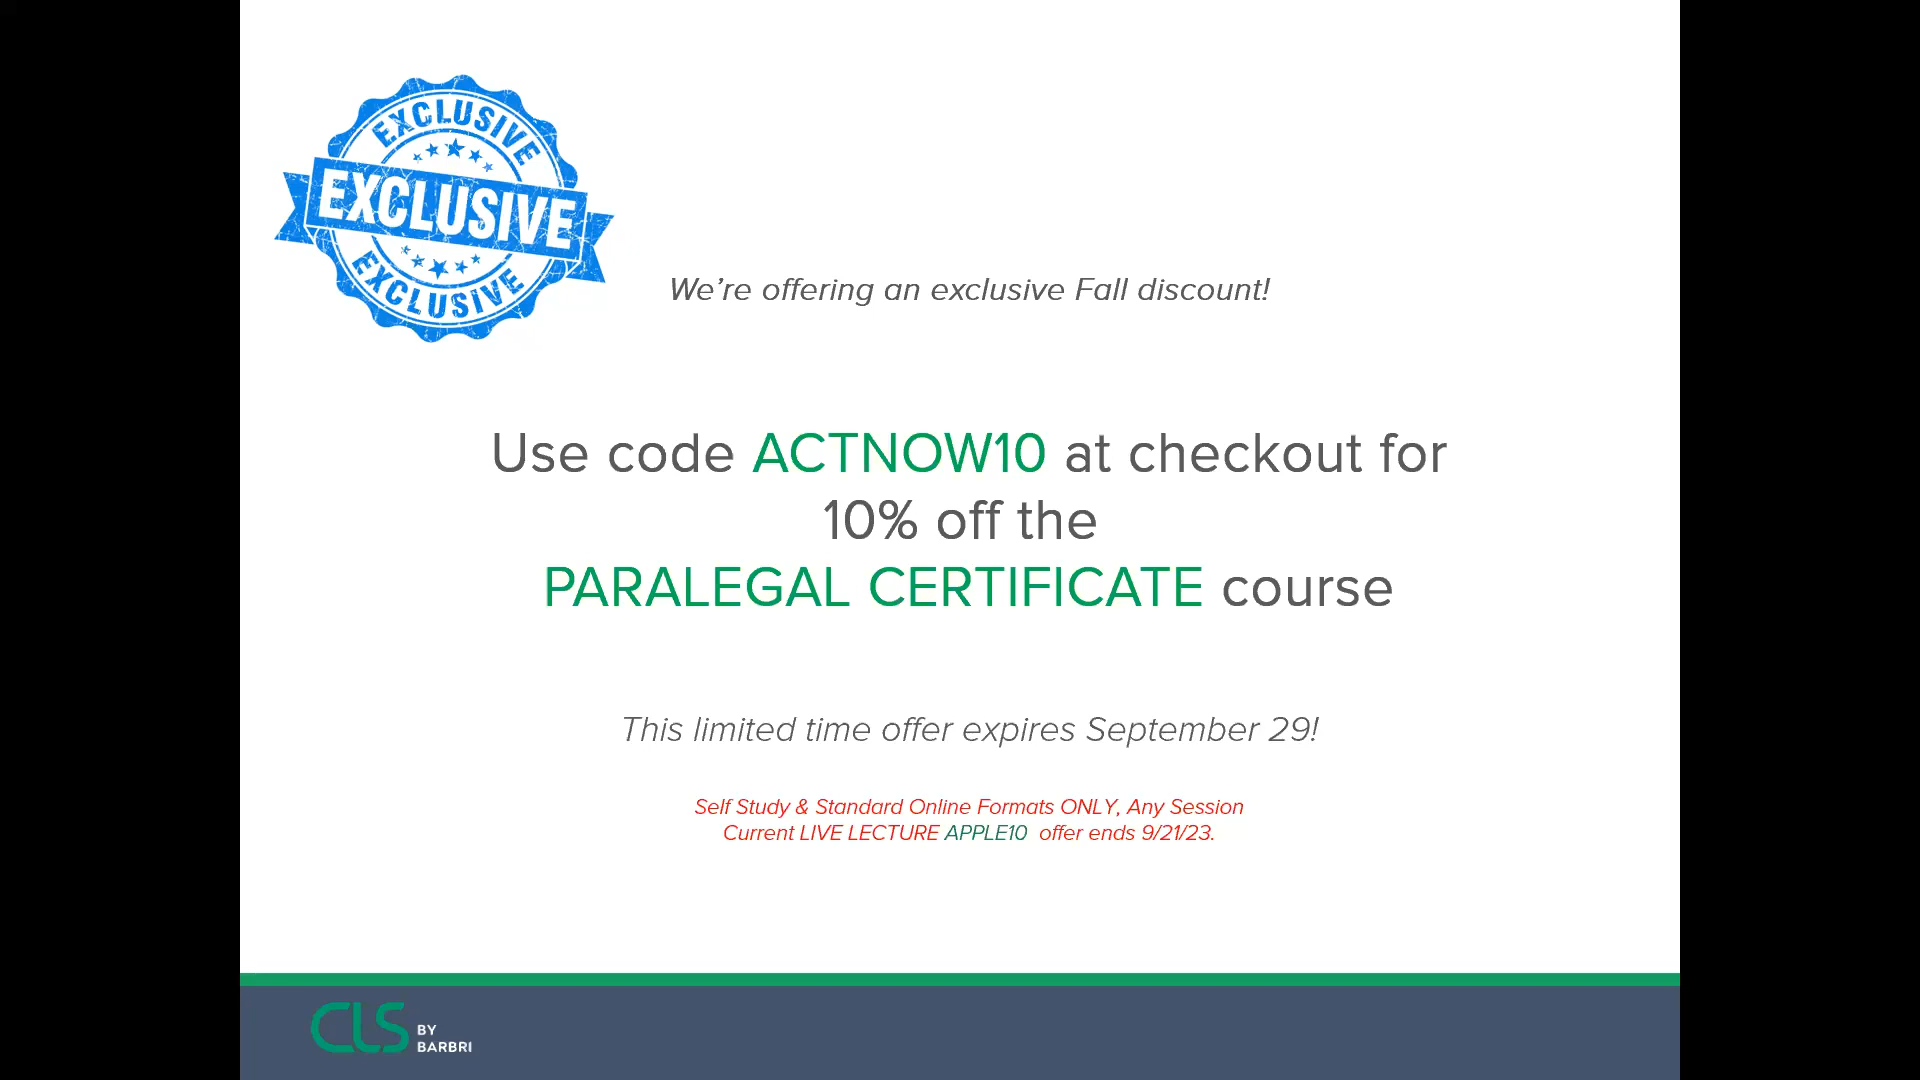 EXCLUSIVE
EXCLUSIVE
EXCLUSIVE
We're offering an exclusive Fall discount!
Use code ACTNOW10 at checkout for
10% off the
PARALEGAL CERTIFICATE course
This limited time offer expires September 29!
Self Study & Standard Online Formats ONLY, Any Session
Current LIVE LECTURE APPLE10 offer ends 9/21/23.
CLS BY
BARBRI